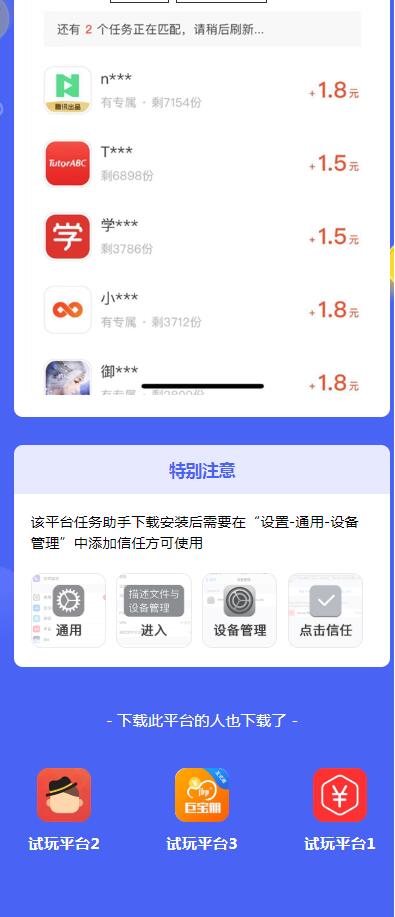 还有 2 个任务正在匹配，请稍后刷新...
n***
有专属 · 剩7154份
+1.8元
腾讯出品
T***
剩6898份
+1.5元
TutorABC
学***
剩3786份
+1.5元
学
小***
有专属 · 剩3712份
+1.8元
御***
+1.8元
特别注意
该平台任务助手下载安装后需要在“设置-通用-设备
管理”中添加信任方可使用
描述文件与
设备管理
通用
进入
设备管理
点击信任
- 下载此平台的人也下载了 -
巨宝朋
试玩平台2
试玩平台3
试玩平台1